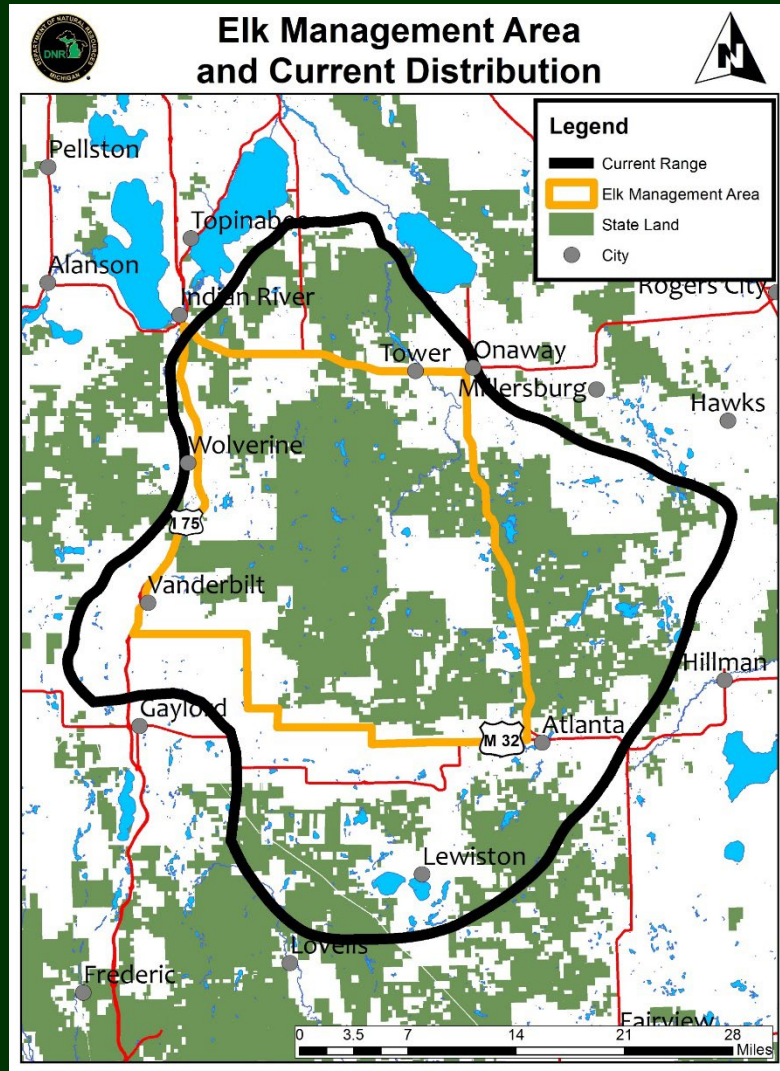 DEPARTMENT OF NATURAL RESOURCES
DNR
MICHIGAN
Elk Management Area
and Current Distribution
N
Legend
Current Range
Elk Management Area
State Land
City
Pellston
Topinabee
Alanson
Indian River
Rogers City
Tower
Onaway
Millersburg
Hawks
Wolverine
I 75
Vanderbilt
Hillman
Gaylord
M 32
Atlanta
Lewiston
Lovells
Frederic
Fairview
0 3.5 7 14 21 28
Miles